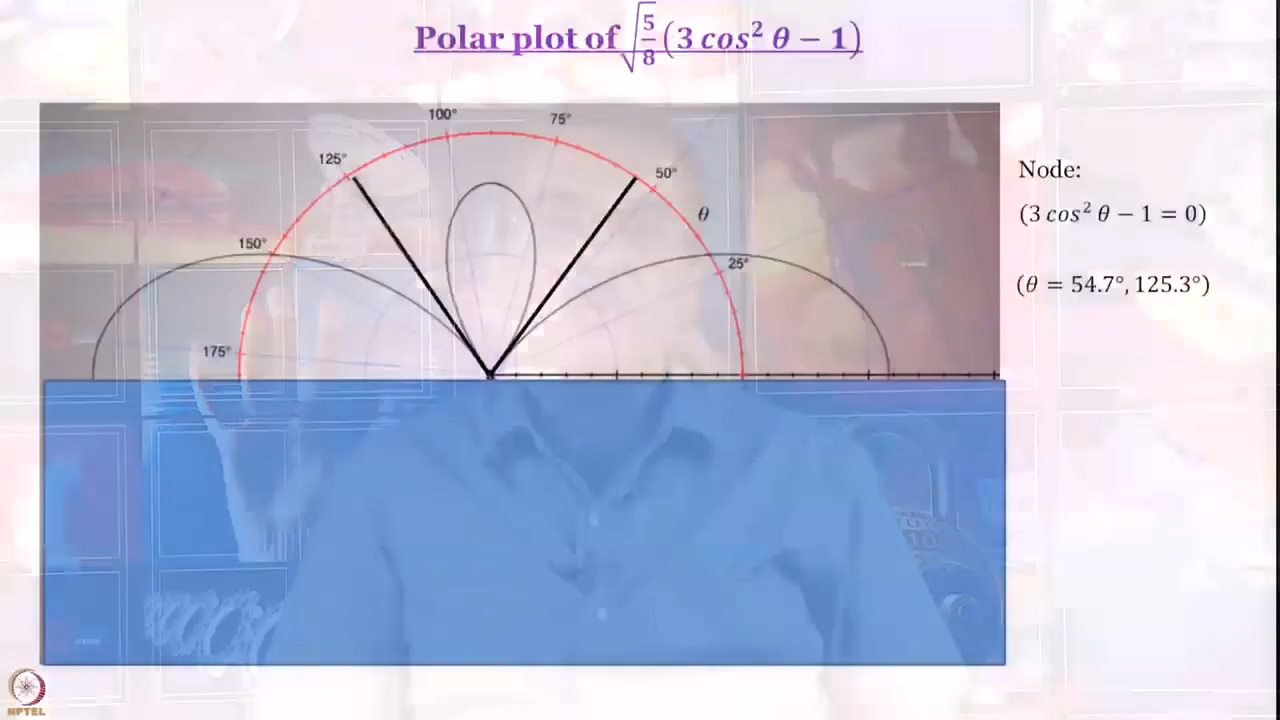 Polar plot of √5/8 (3 cos² θ − 1)
100°
75°
125°
50°
Node:
θ
(3 cos² θ − 1 = 0)
150°
25°
(θ = 54.7°, 125.3°)
175°
NPTEL